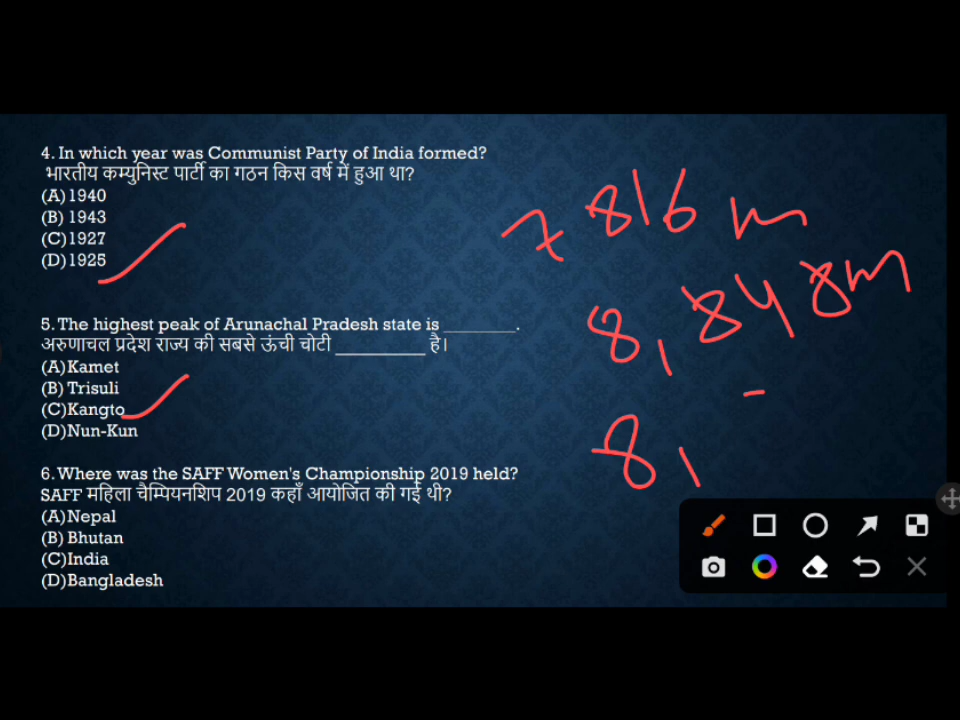 4. In which year was Communist Party of India formed?
भारतीय कम्युनिस्ट पार्टी का गठन किस वर्ष में हुआ था?
(A) 1940
(B) 1943
(C) 1927
(D) 1925
5. The highest peak of Arunachal Pradesh state is ________.
अरुणाचल प्रदेश राज्य की सबसे ऊंची चोटी __________ है।
(A) Kamet
(B) Trisuli
(C) Kangto
(D) Nun-Kun
6. Where was the SAFF Women's Championship 2019 held?
SAFF महिला चैम्पियनशिप 2019 कहाँ आयोजित की गई थी?
(A) Nepal
(B) Bhutan
(C) India
(D) Bangladesh
7816 m
8,848m
8,